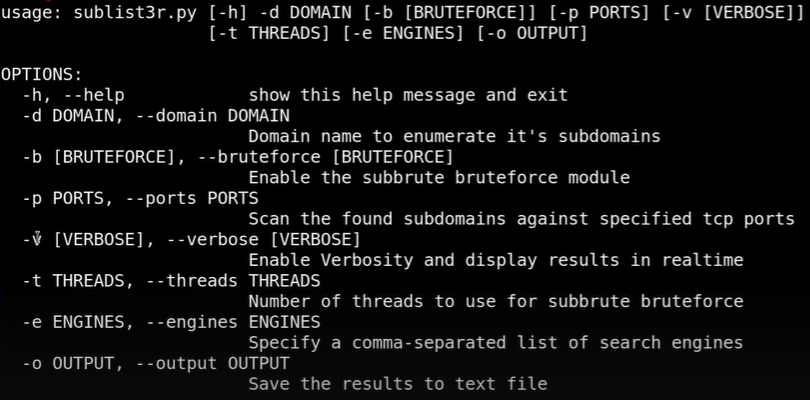 usage: sublist3r.py [-h] -d DOMAIN [-b [BRUTEFORCE]] [-p PORTS] [-v [VERBOSE]]
[-t THREADS] [-e ENGINES] [-o OUTPUT]
OPTIONS:
-h, --help show this help message and exit
-d DOMAIN, --domain DOMAIN
Domain name to enumerate it's subdomains
-b [BRUTEFORCE], --bruteforce [BRUTEFORCE]
Enable the subbrute bruteforce module
-p PORTS, --ports PORTS
Scan the found subdomains against specified tcp ports
-v [VERBOSE], --verbose [VERBOSE]
Enable Verbosity and display results in realtime
-t THREADS, --threads THREADS
Number of threads to use for subbrute bruteforce
-e ENGINES, --engines ENGINES
Specify a comma-separated list of search engines
-o OUTPUT, --output OUTPUT
Save the results to text file